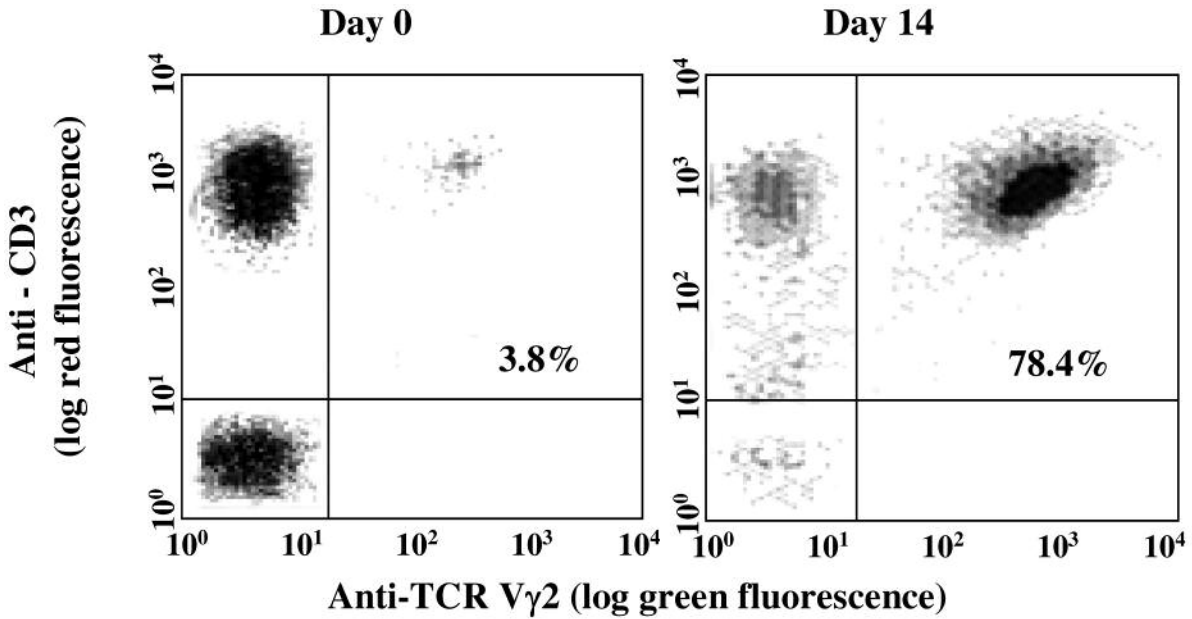 Day 0
Day 14
Anti - CD3
(log red fluorescence)
10⁴
10³
10²
10¹
10⁰
3.8%
10⁰ 10¹ 10² 10³ 10⁴
10⁴
10³
10²
10¹
10⁰
78.4%
10⁰ 10¹ 10² 10³ 10⁴
Anti-TCR Vγ2 (log green fluorescence)